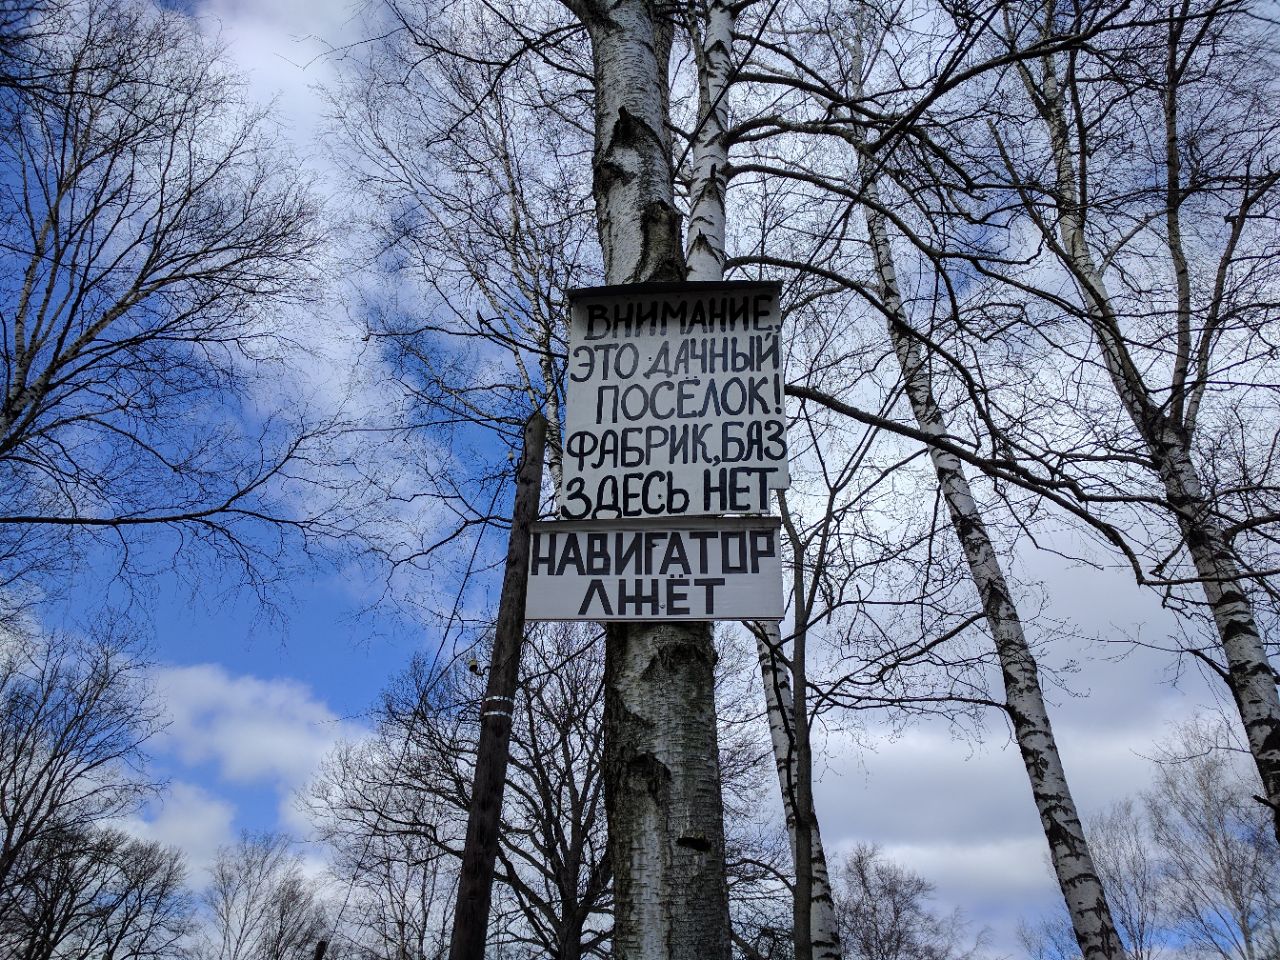 ВНИМАНИЕ,
ЭТО ДАЧНЫЙ
ПОСЁЛОК!
ФАБРИК, БАЗ
ЗДЕСЬ НЕТ
НАВИГАТОР
ЛЖЁТ